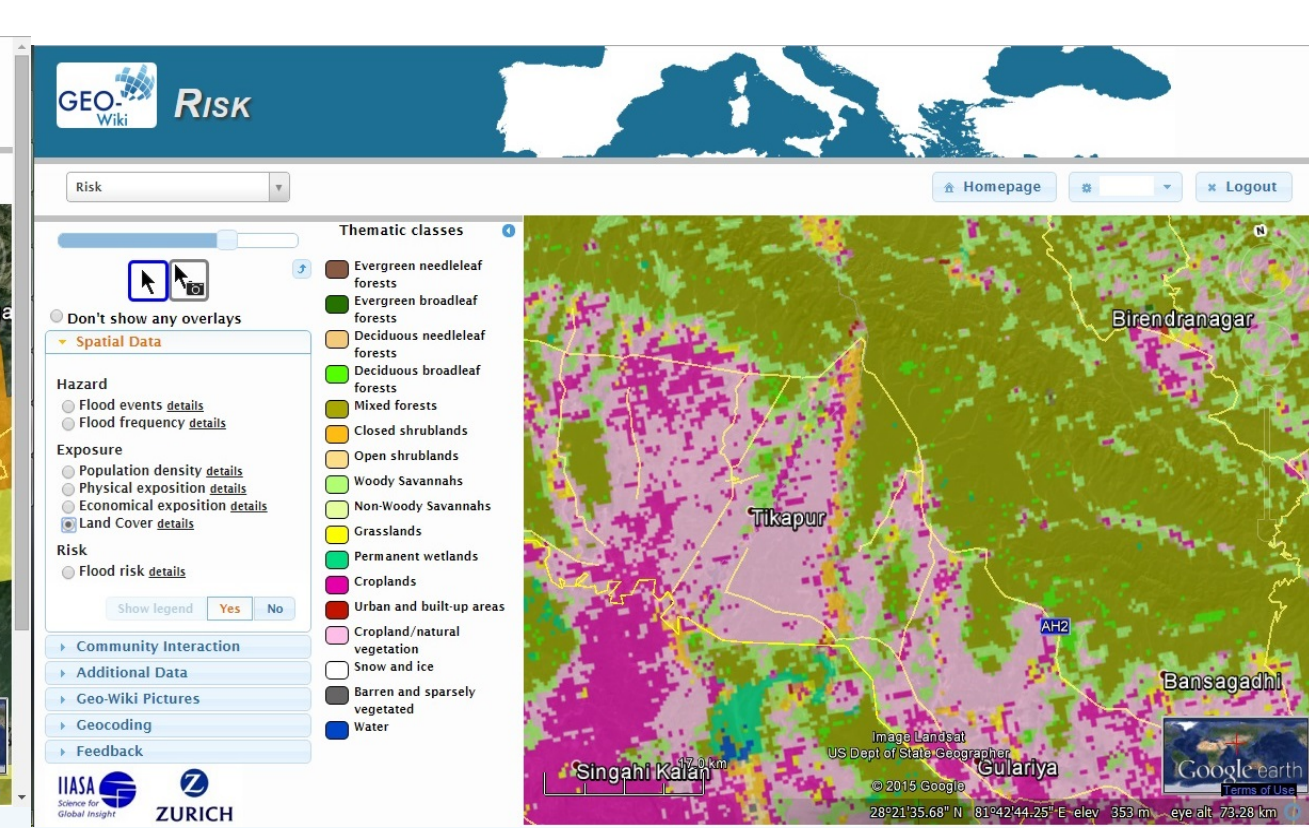 GEO-
Wiki
RISK
Risk
Homepage
Logout
Don't show any overlays
Spatial Data
Hazard
Flood events details
Flood frequency details
Exposure
Population density details
Physical exposition details
Economical exposition details
Land Cover details
Risk
Flood risk details
Show legend Yes No
Community Interaction
Additional Data
Geo-Wiki Pictures
Geocoding
Feedback
IIASA
Science for
Global Insight
Z
ZURICH
Thematic classes
Evergreen needleleaf
forests
Evergreen broadleaf
forests
Deciduous needleleaf
forests
Deciduous broadleaf
forests
Mixed forests
Closed shrublands
Open shrublands
Woody Savannahs
Non-Woody Savannahs
Grasslands
Permanent wetlands
Croplands
Urban and built-up areas
Cropland/natural
vegetation
Snow and ice
Barren and sparsely
vegetated
Water
N
Birendranagar
Tikapur
AH2
Bansagadhi
Image Landsat
US Dept of State Geographer
© 2015 Google
Singahi Kalan
17.0 km
Gulariya
Google earth
Terms of Use
28°21'35.68" N 81°42'44.25" E elev 353 m eye alt 73.28 km